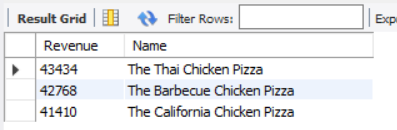 Result Grid Filter Rows: Exp
Revenue Name
43434 The Thai Chicken Pizza
42768 The Barbecue Chicken Pizza
41410 The California Chicken Pizza